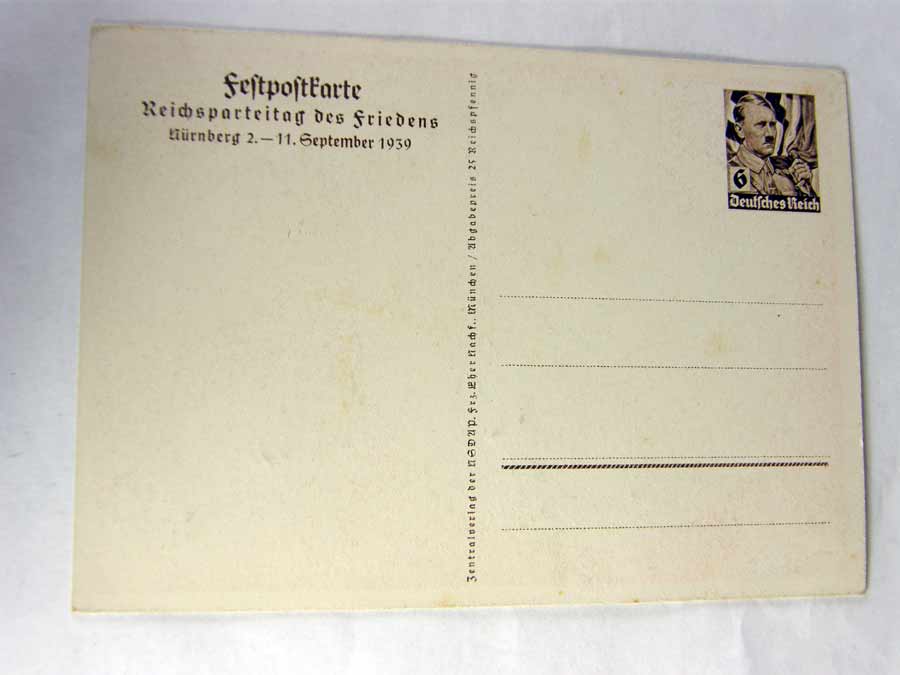 Festpostkarte
Reichsparteitag des Friedens
Nürnberg 2.–11. September 1939
6
Deutsches Reich
Zentralverlag der NSDAP. Frz. Eher Nachf., München / Abgabepreis 25 Reichspfennig